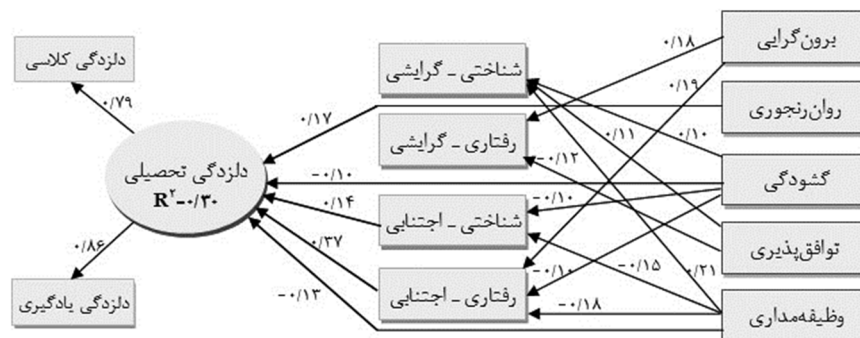 برون‌گرایی
روان‌رنجوری
گشودگی
توافق‌پذیری
وظیفه‌مداری
۰/۱۸
۰/۱۹
۰/۱۱
۰/۱۰
-۰/۱۲
-۰/۱۰
-۰/۱۰
-۰/۱۵
۰/۲۱
-۰/۱۸
شناختی - گرایشی
رفتاری - گرایشی
شناختی - اجتنابی
رفتاری - اجتنابی
۰/۱۷
-۰/۱۰
۰/۱۴
۰/۳۷
-۰/۱۳
دلزدگی تحصیلی
R²-۰/۳۰
۰/۷۹
۰/۸۶
دلزدگی کلاسی
دلزدگی یادگیری